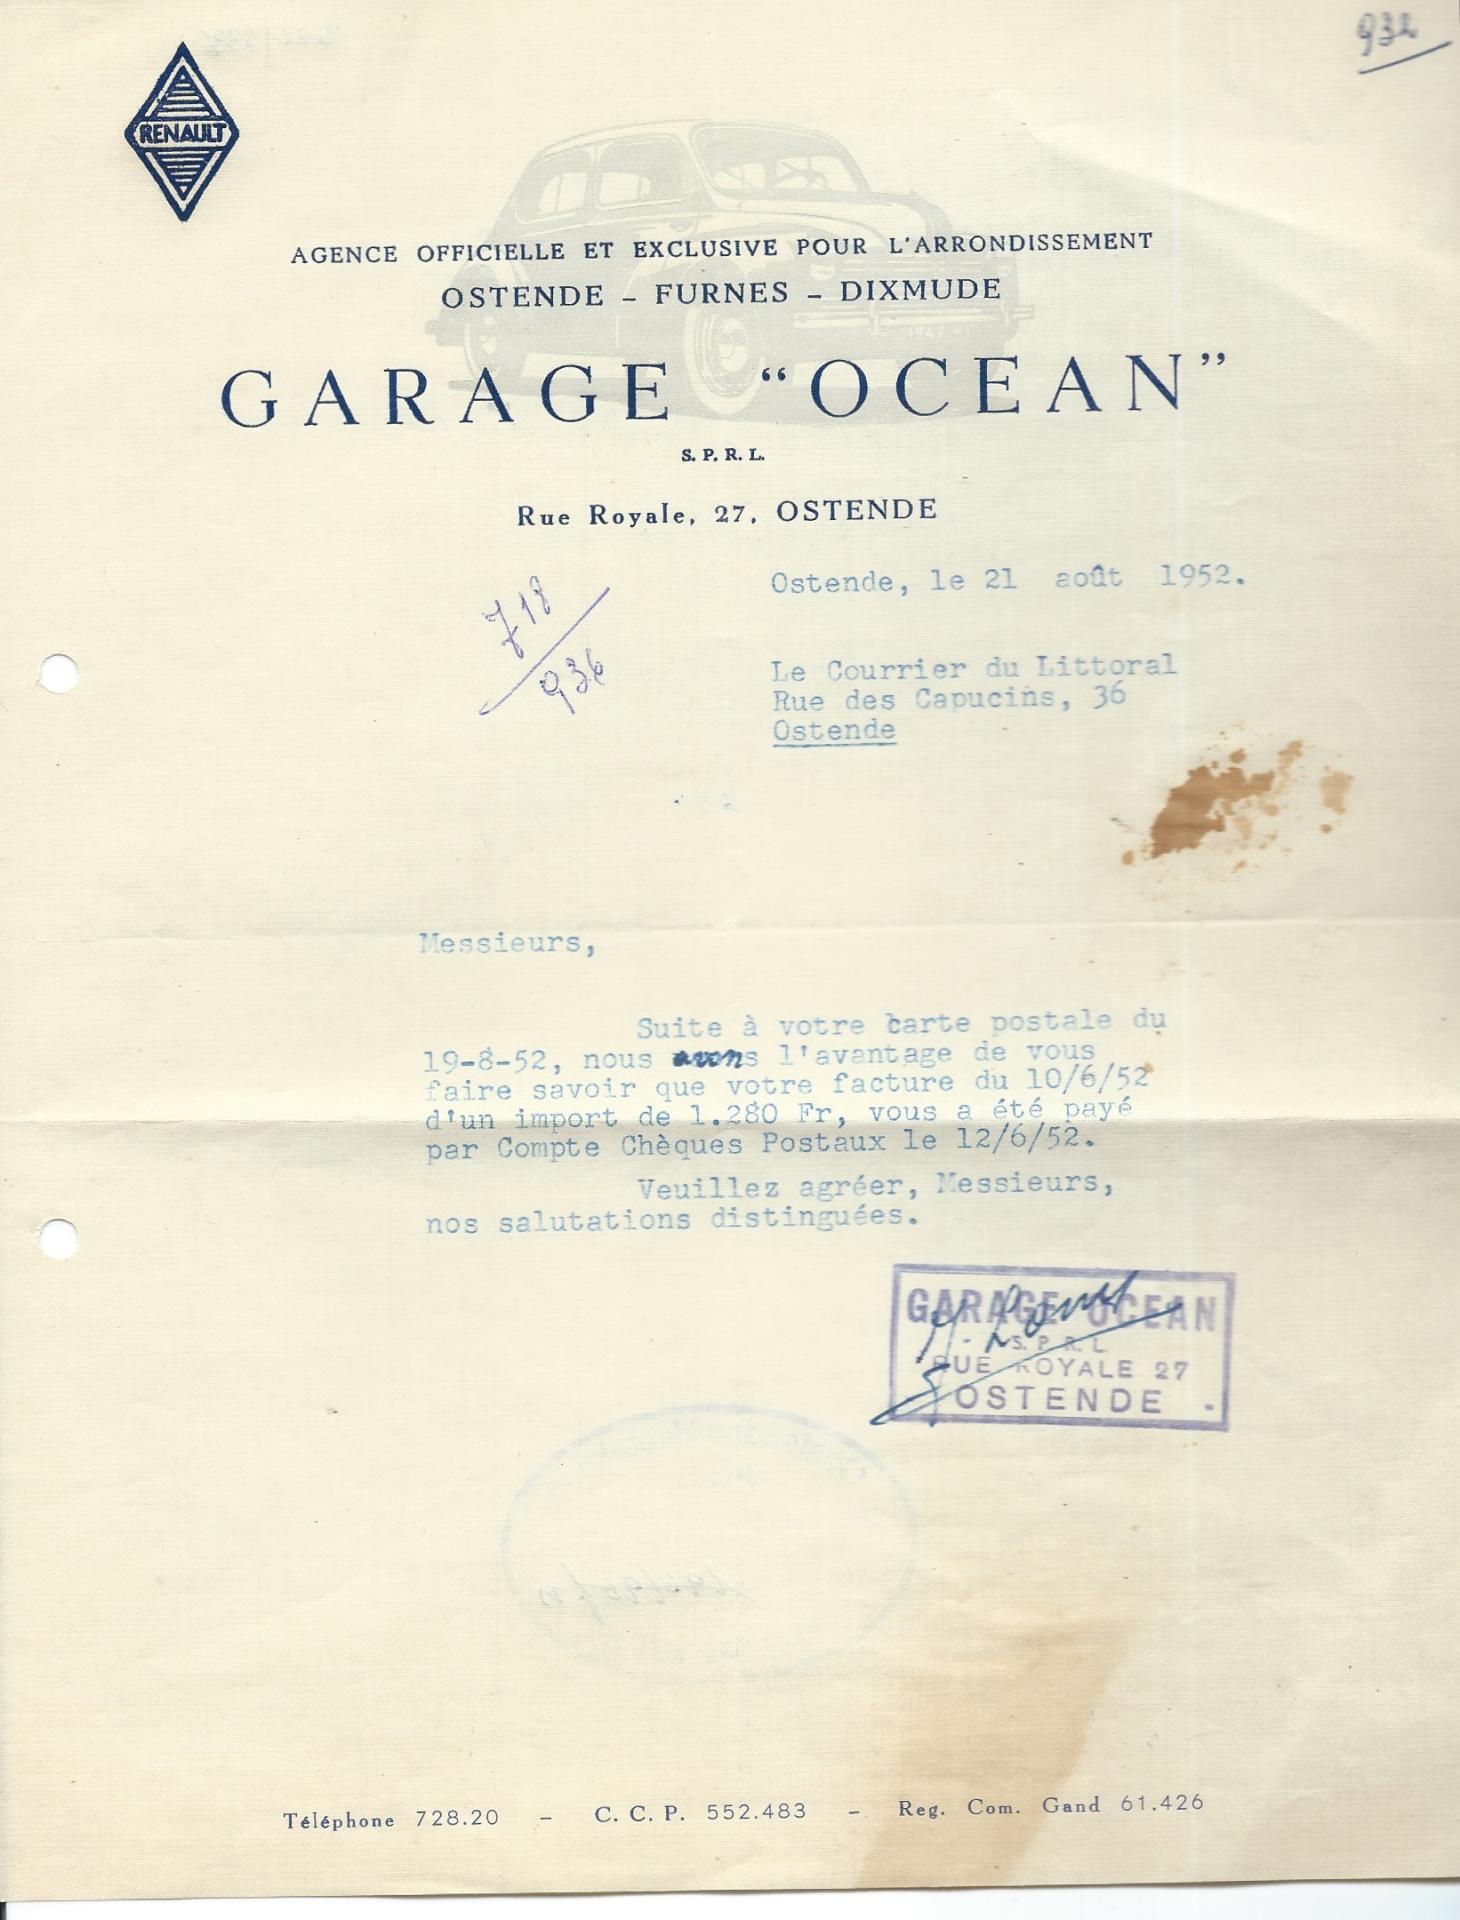 932
RENAULT
AGENCE OFFICIELLE ET EXCLUSIVE POUR L'ARRONDISSEMENT
OSTENDE – FURNES – DIXMUDE
1947
GARAGE “OCEAN”
S. P. R. L.
Rue Royale, 27, OSTENDE
Ostende, le 21 août 1952.
718
936
Le Courrier du Littoral
Rue des Capucins, 36
Ostende
Messieurs,
Suite à votre carte postale du
19-8-52, nous avons l'avantage de vous
faire savoir que votre facture du 10/6/52
d'un import de 1.280 Fr, vous a été payé
par Compte Chèques Postaux le 12/6/52.
Veuillez agréer, Messieurs,
nos salutations distinguées.
GARAGE OCEAN
S. P. R. L
RUE ROYALE 27
OSTENDE .
Téléphone 728.20 – C. C. P. 552.483 – Reg. Com. Gand 61.426